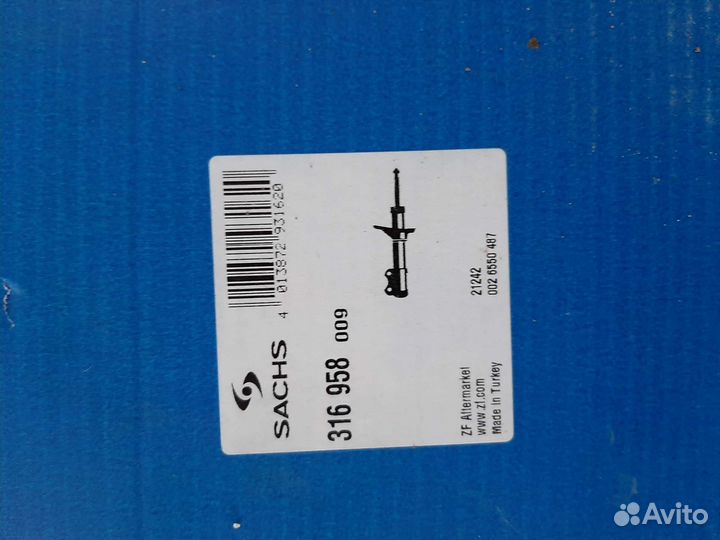 4 013872 931620
SACHS
316 958 009
21242
002 6550 487
ZF Aftermarket
www.zf.com
Made in Turkey
Avito